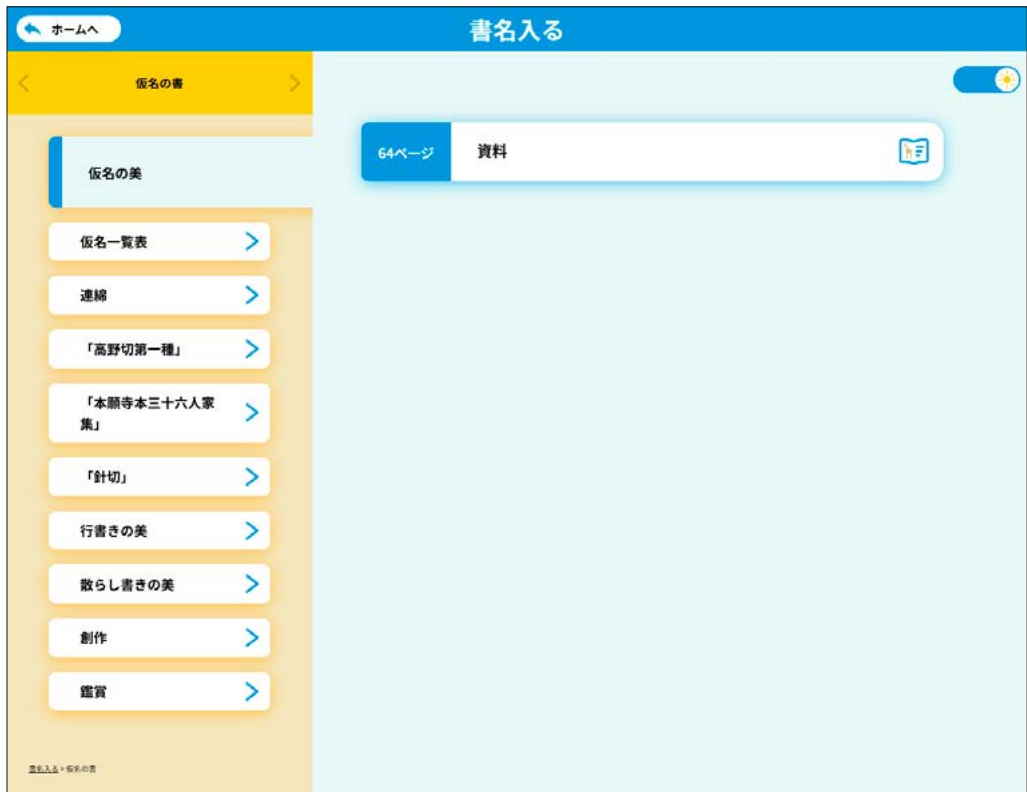 ホームへ
書名入る
仮名の書
仮名の美
仮名一覧表
連綿
「高野切第一種」
「本願寺本三十六人家
集」
「針切」
行書きの美
散らし書きの美
創作
鑑賞
書名入る>仮名の書
64ページ
資料